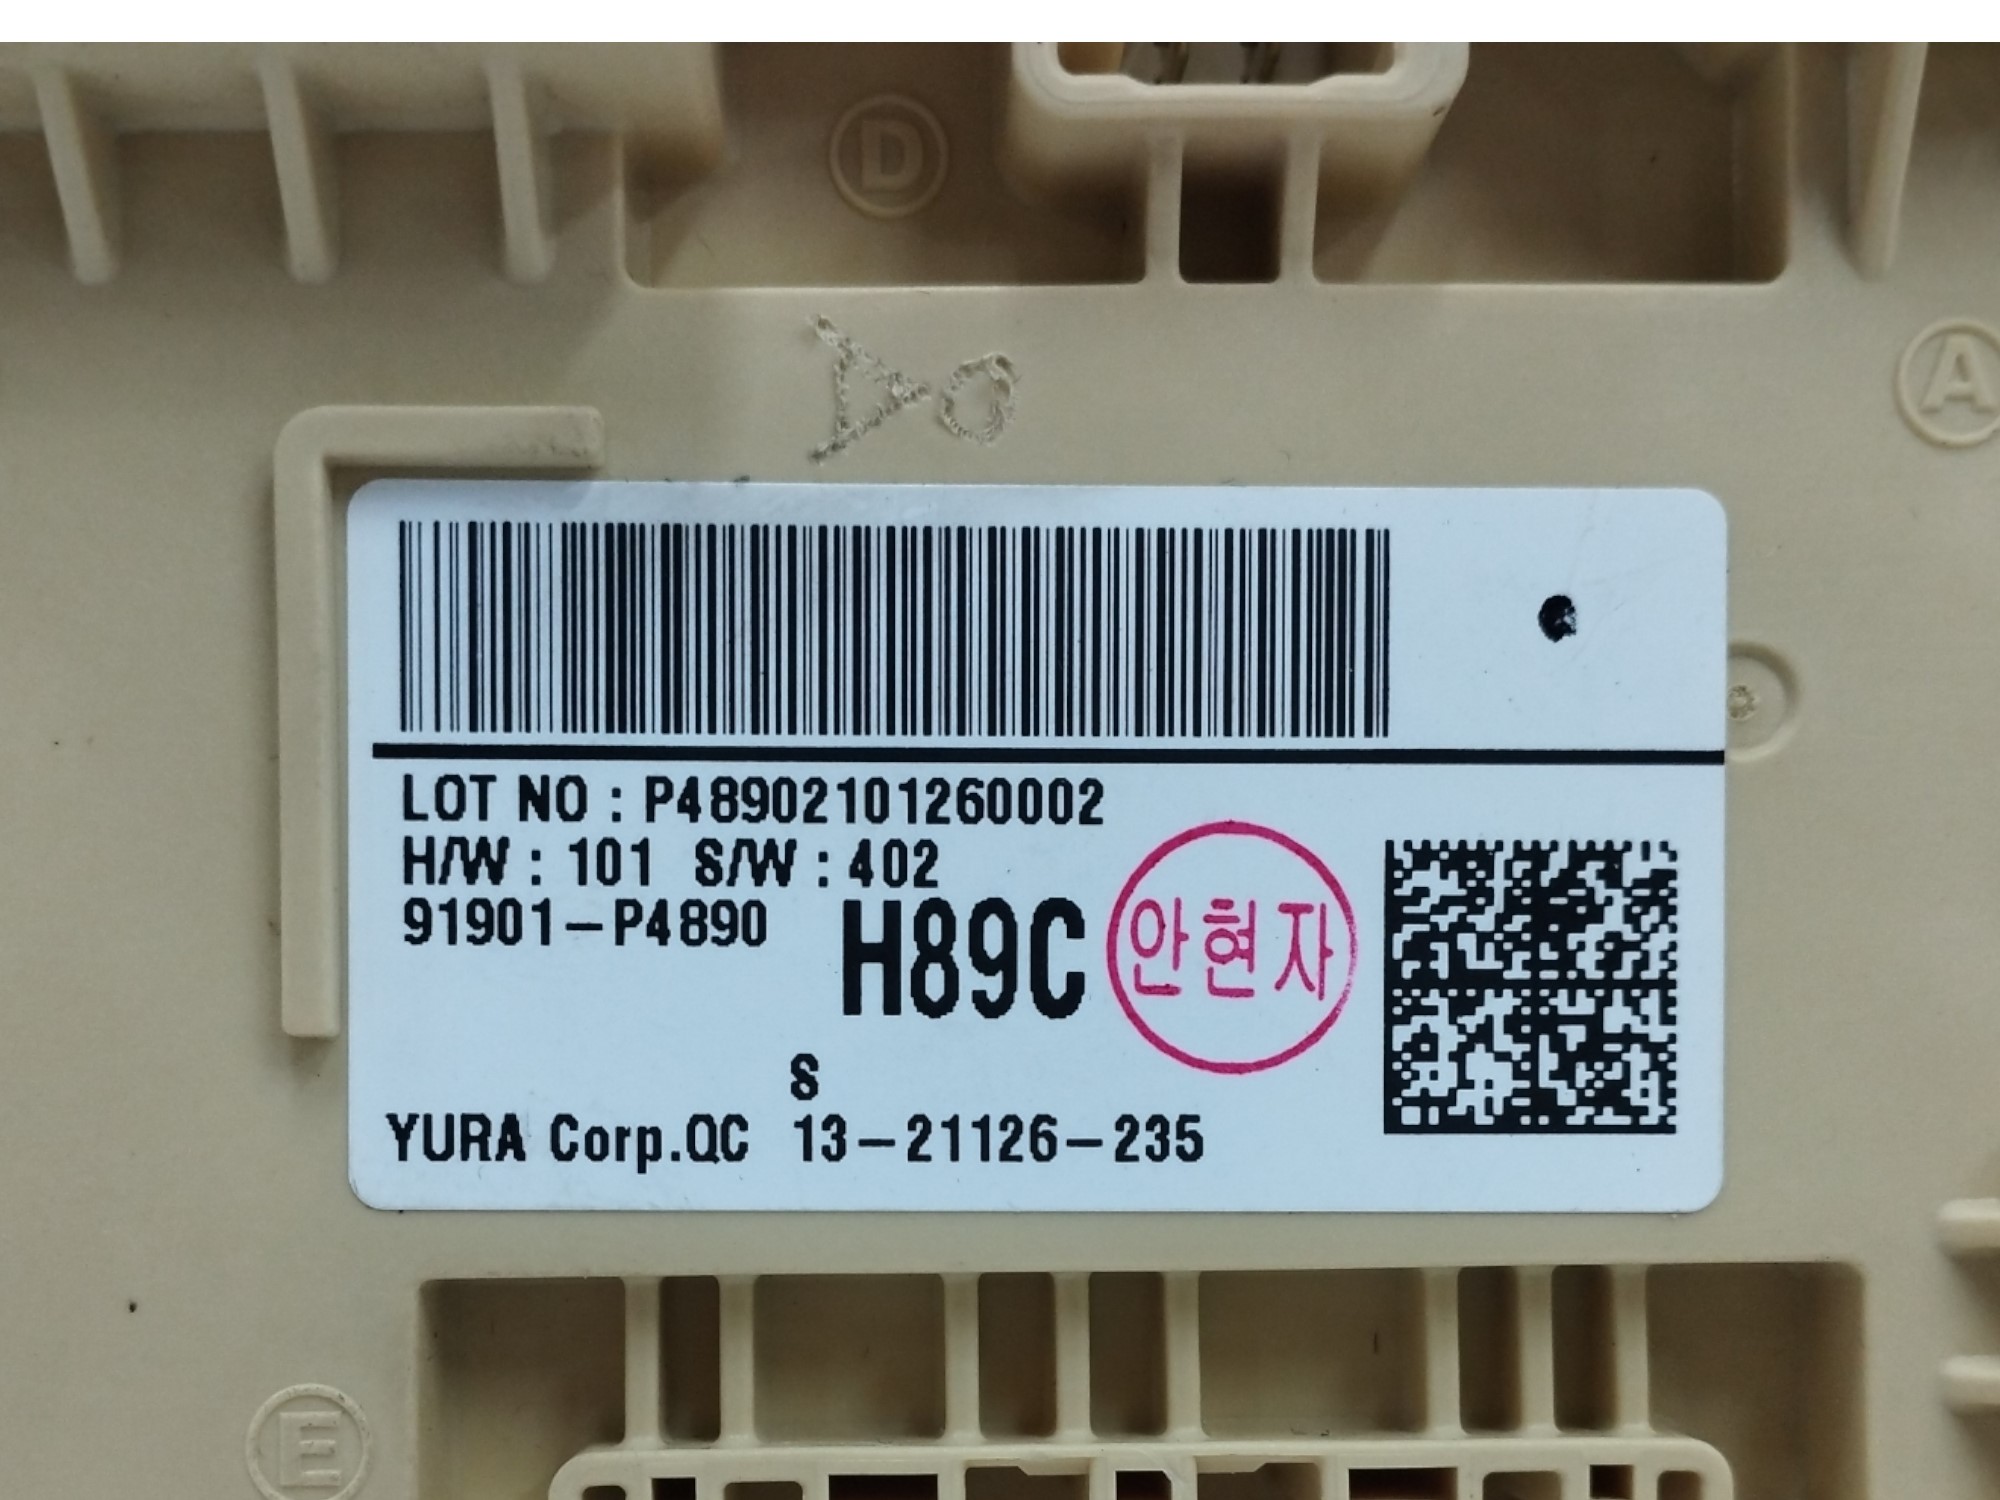 D
A
LOT NO : P48902101260002
H/W : 101 S/W : 402
91901-P4890
H89C
안현자
S
YURA Corp.QC 13-21126-235
E